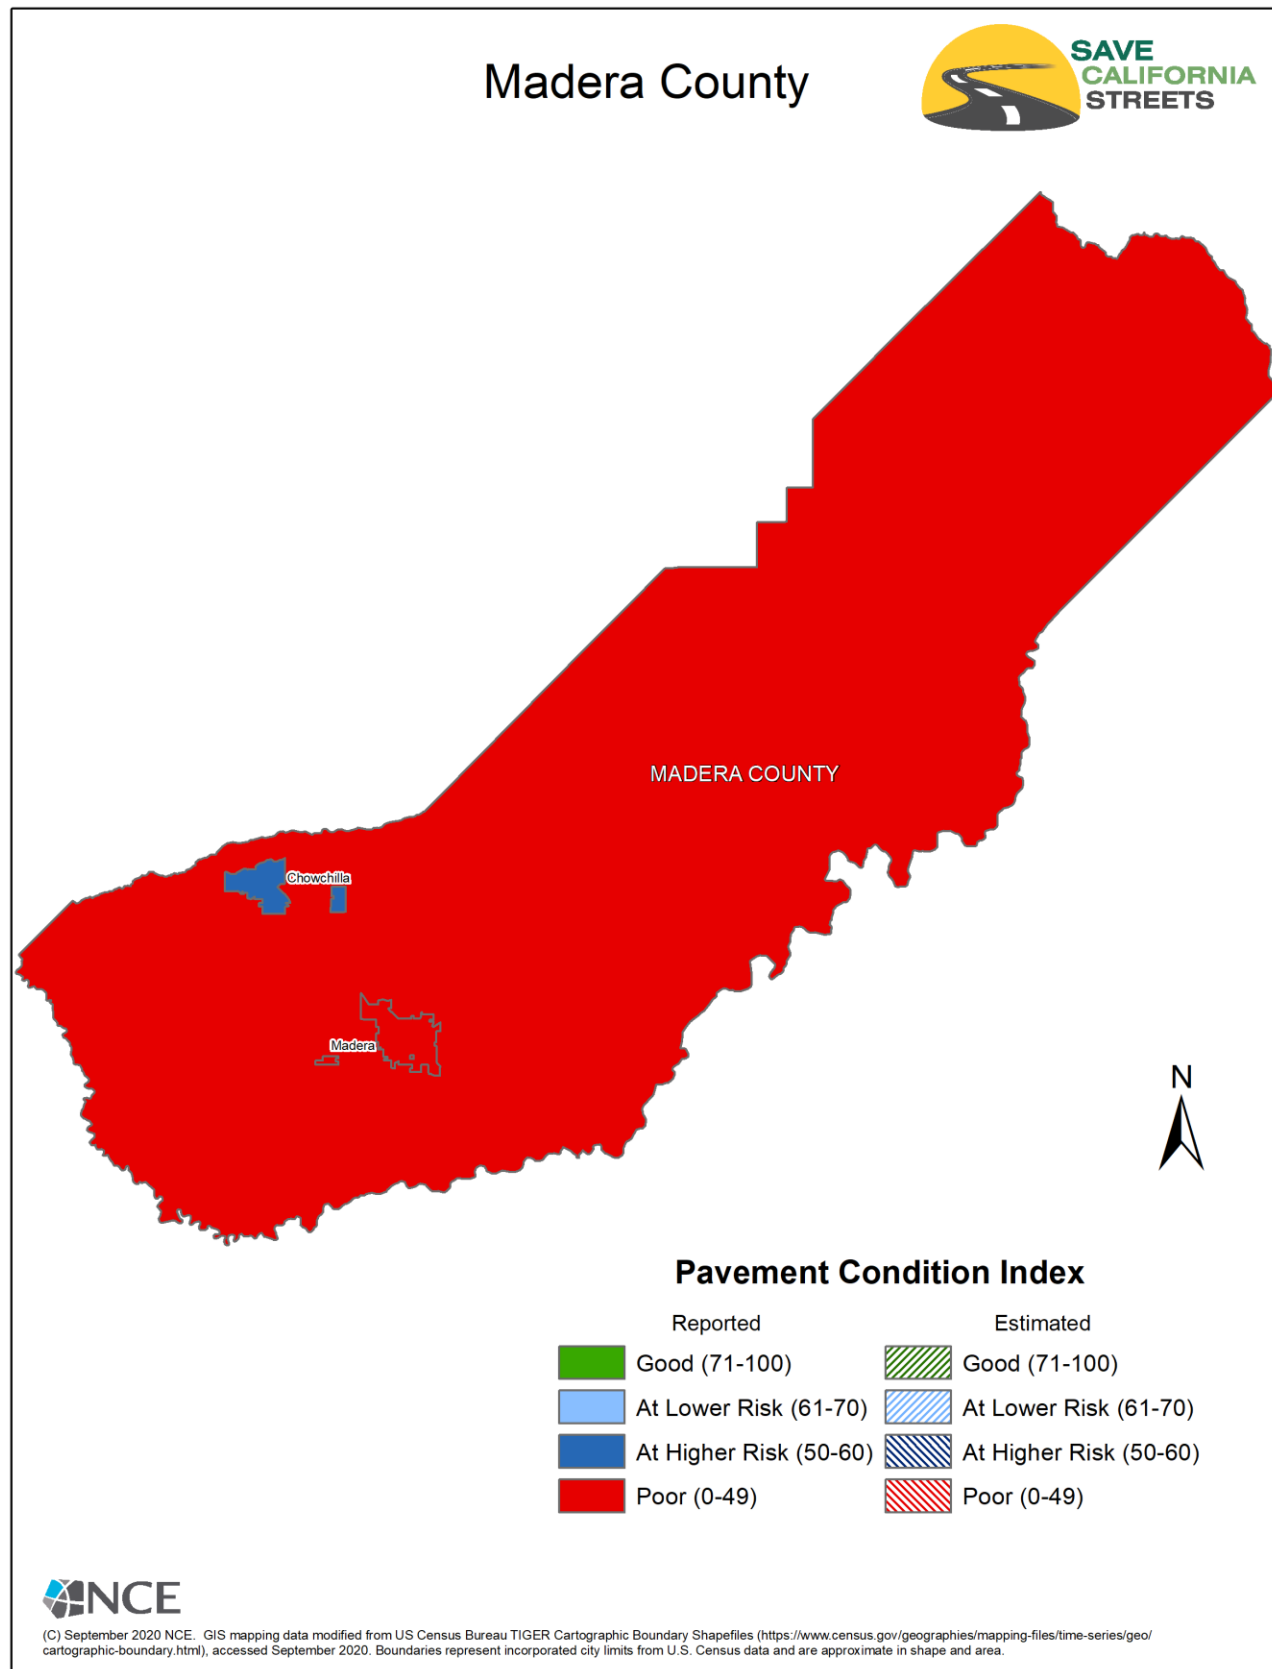 Madera County
SAVE
CALIFORNIA
STREETS
MADERA COUNTY
Chowchilla
Madera
N
Pavement Condition Index
Reported
Estimated
Good (71-100)
Good (71-100)
At Lower Risk (61-70)
At Lower Risk (61-70)
At Higher Risk (50-60)
At Higher Risk (50-60)
Poor (0-49)
Poor (0-49)
NCE
(C) September 2020 NCE. GIS mapping data modified from US Census Bureau TIGER Cartographic Boundary Shapefiles (https://www.census.gov/geographies/mapping-files/time-series/geo/
cartographic-boundary.html), accessed September 2020. Boundaries represent incorporated city limits from U.S. Census data and are approximate in shape and area.